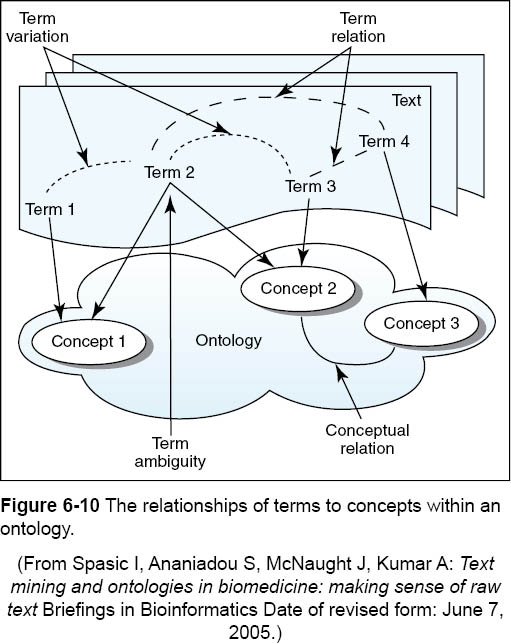 Term
variation
Term
relation
Text
Term 4
Term 2
Term 3
Term 1
Concept 2
Concept 3
Ontology
Concept 1
Conceptual
relation
Term
ambiguity
Figure 6-10 The relationships of terms to concepts within an
ontology.
(From Spasic I, Ananiadou S, McNaught J, Kumar A: Text
mining and ontologies in biomedicine: making sense of raw
text Briefings in Bioinformatics Date of revised form: June 7,
2005.)